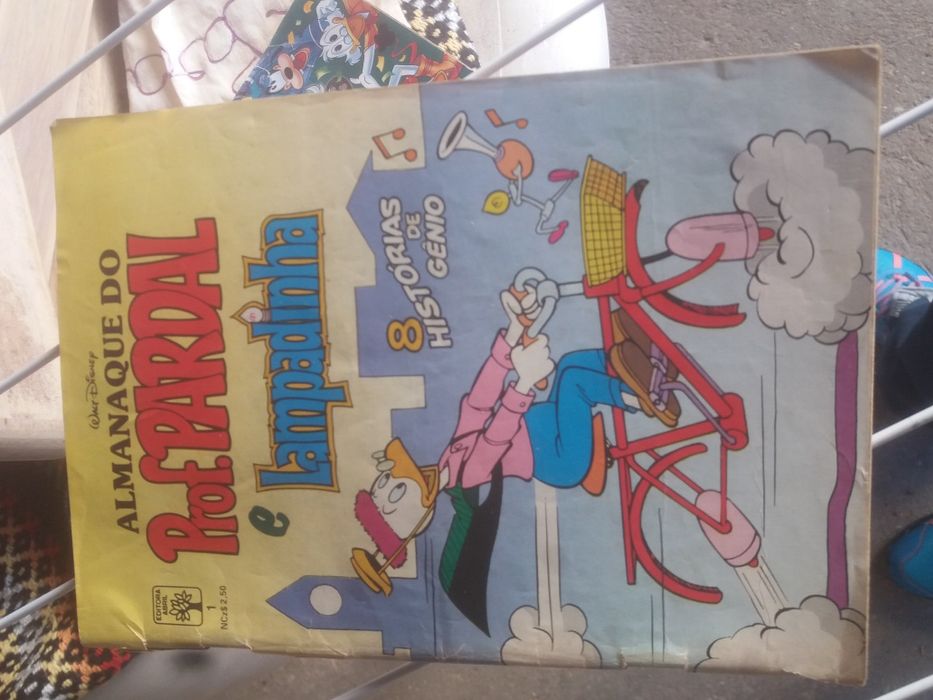 WALT DISNEY
ALMANAQUE DO
Prof. PARDAL
e Lampadinha
EDITORA
ABRIL
1
NCz$ 2,50
8
HISTÓRIAS
DE
GÊNIO